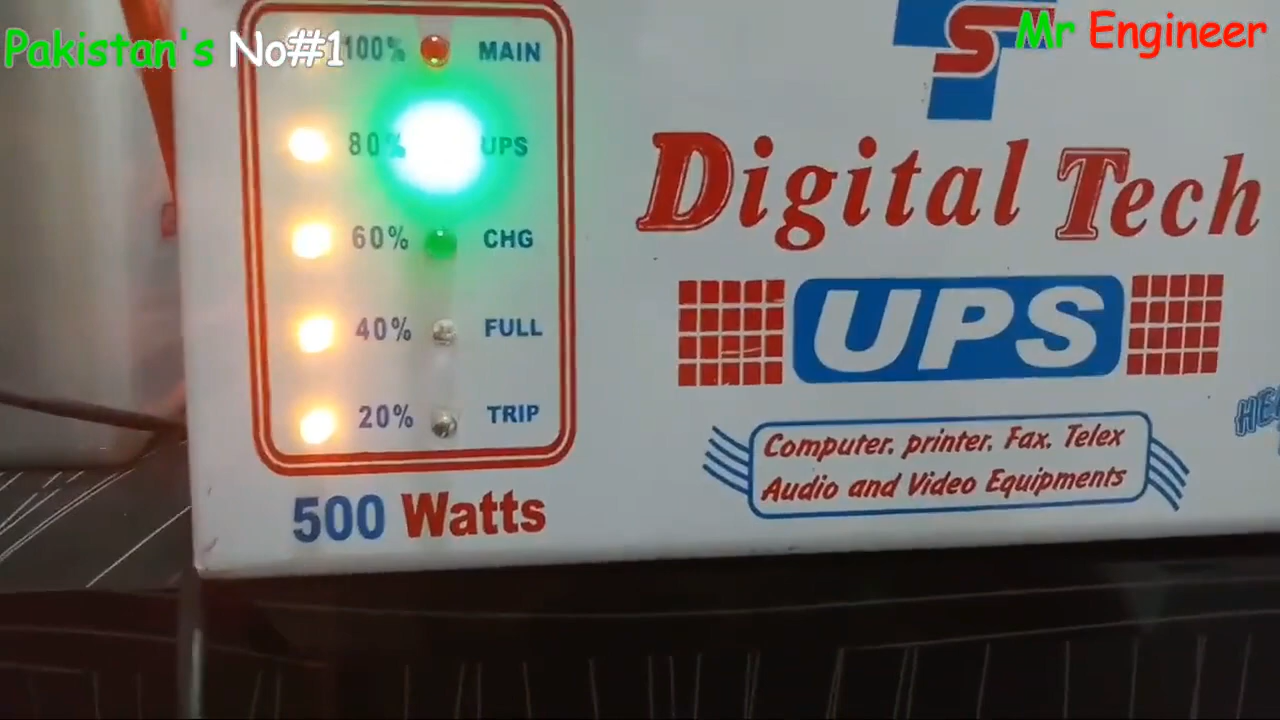 Pakistan's No#1
Mr Engineer
100% MAIN
80% UPS
60% CHG
40% FULL
20% TRIP
500 Watts
TS
Digital Tech
UPS
Computer. printer. Fax. Telex
Audio and Video Equipments